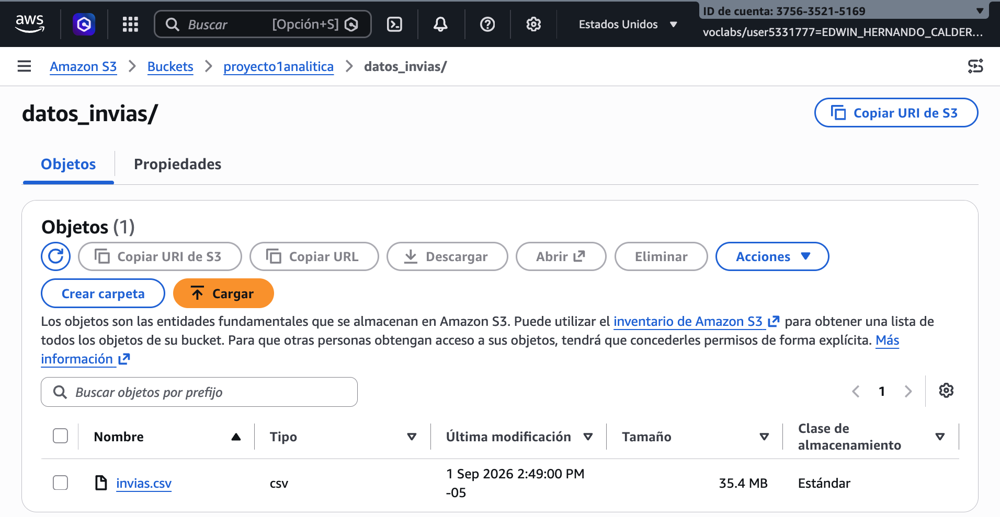 aws
Buscar [Opción+S]
Estados Unidos
ID de cuenta: 3756-3521-5169
voclabs/user5331777=EDWIN_HERNANDO_CALDER...
Amazon S3 > Buckets > proyecto1analitica > datos_invias/
datos_invias/
Copiar URI de S3
Objetos
Propiedades
Objetos (1)
Copiar URI de S3
Copiar URL
Descargar
Abrir
Eliminar
Acciones
Crear carpeta
Cargar
Los objetos son las entidades fundamentales que se almacenan en Amazon S3. Puede utilizar el inventario de Amazon S3 para obtener una lista de
todos los objetos de su bucket. Para que otras personas obtengan acceso a sus objetos, tendrá que concederles permisos de forma explícita. Más
información
Buscar objetos por prefijo
1
Nombre
Tipo
Última modificación
Tamaño
Clase de
almacenamiento
invias.csv
csv
1 Sep 2026 2:49:00 PM
-05
35.4 MB
Estándar